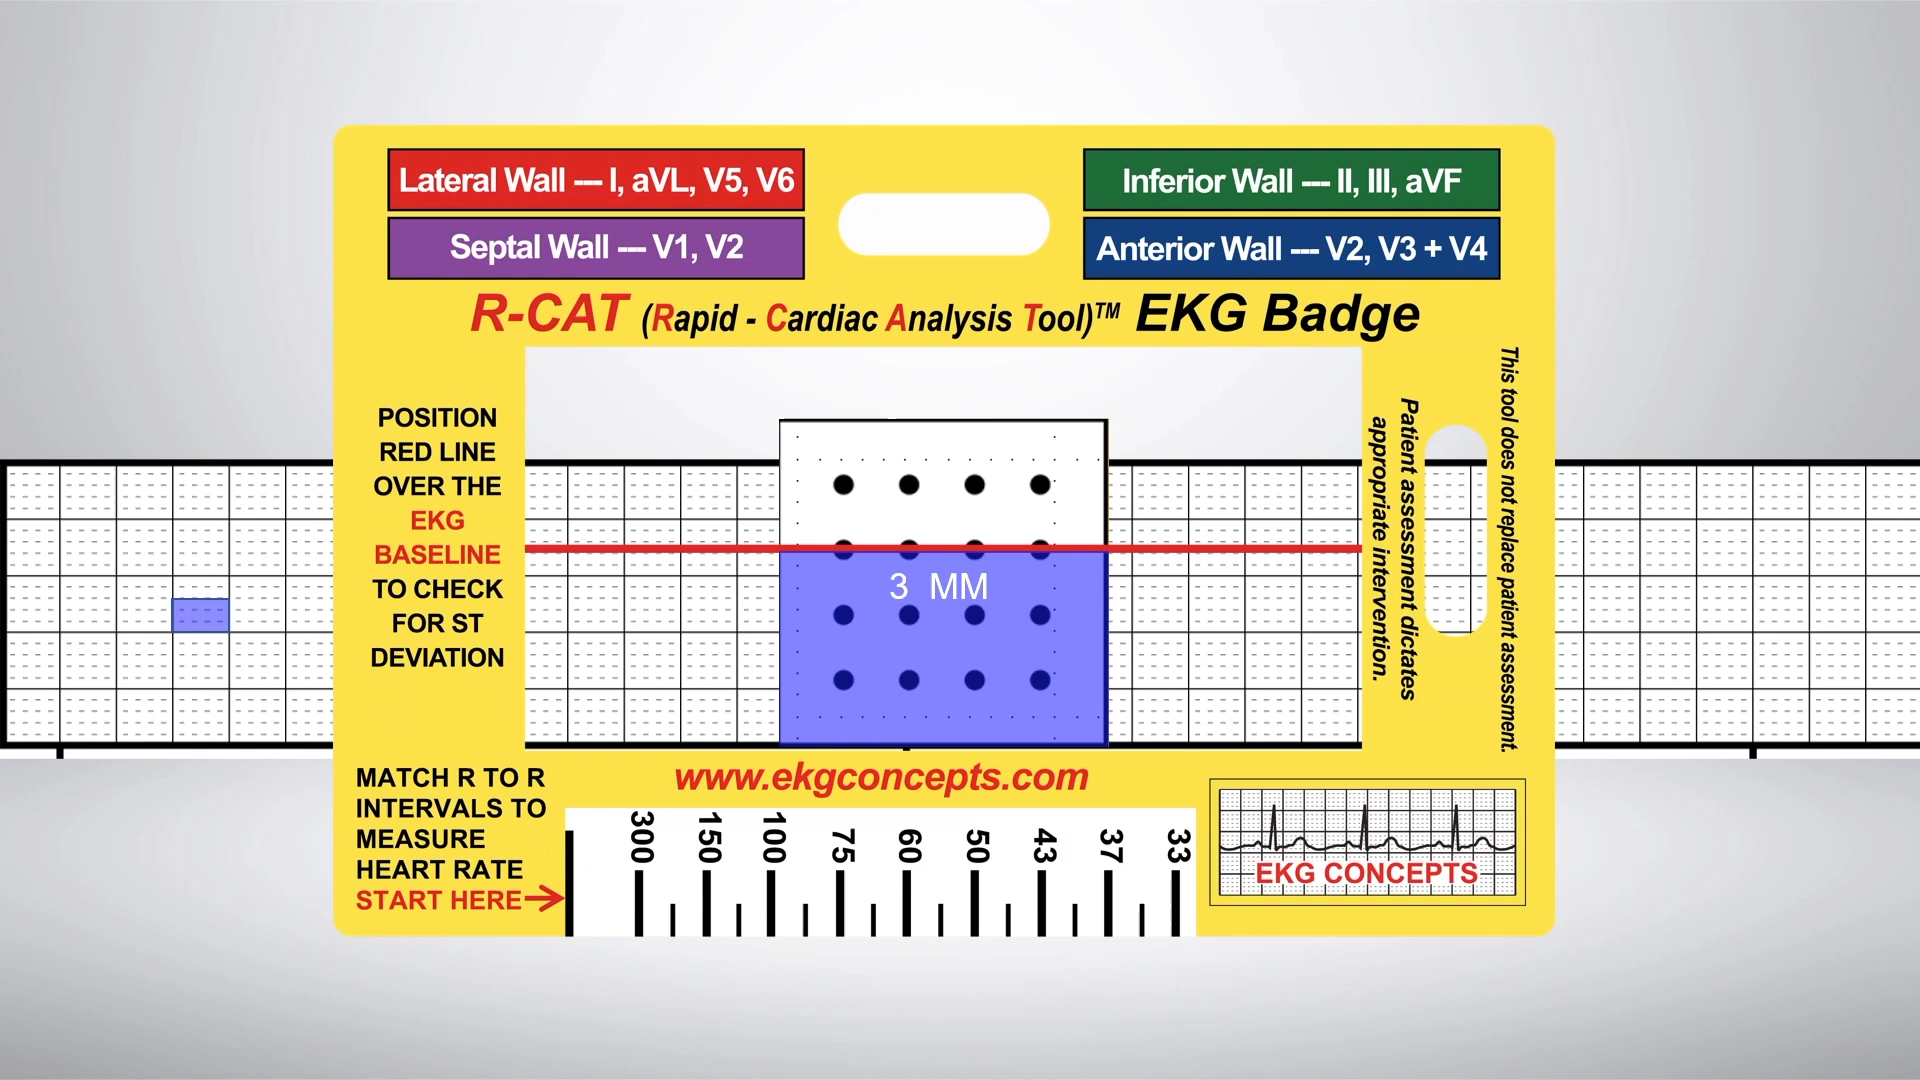 Lateral Wall --- I, aVL, V5, V6
Septal Wall --- V1, V2
Inferior Wall --- II, III, aVF
Anterior Wall --- V2, V3 + V4
R-CAT (Rapid - Cardiac Analysis Tool)™ EKG Badge
POSITION
RED LINE
OVER THE
EKG
BASELINE
TO CHECK
FOR ST
DEVIATION
3 MM
This tool does not replace patient assessment.
Patient assessment dictates
appropriate intervention.
www.ekgconcepts.com
MATCH R TO R
INTERVALS TO
MEASURE
HEART RATE
START HERE
300 150 100 75 60 50 43 37 33
EKG CONCEPTS